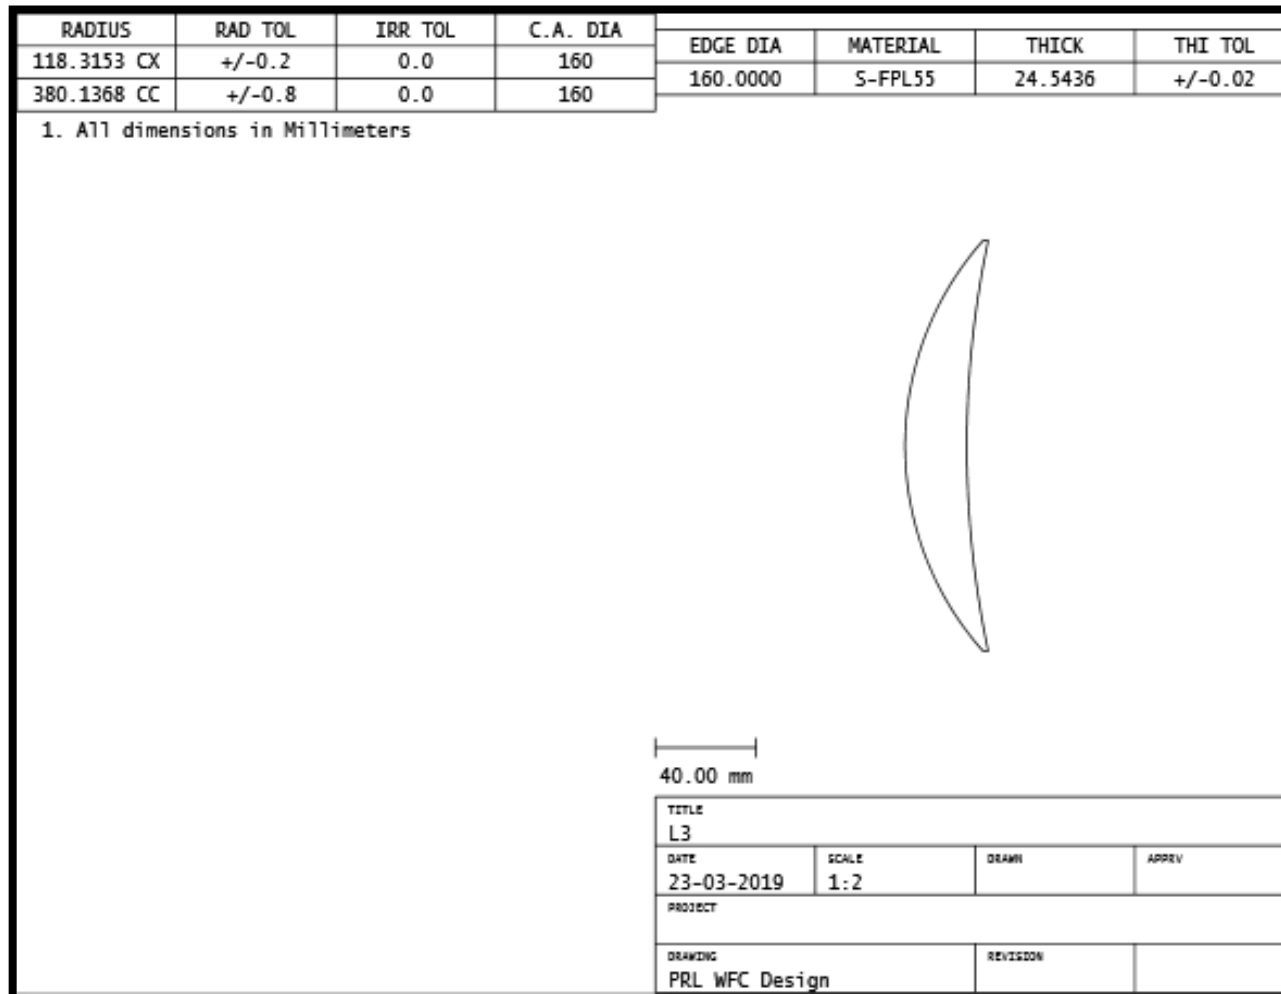 RADIUS RAD TOL IRR TOL C.A. DIA
118.3153 CX +/-0.2 0.0 160
380.1368 CC +/-0.8 0.0 160
EDGE DIA MATERIAL THICK THI TOL
160.0000 S-FPL55 24.5436 +/-0.02
1. All dimensions in Millimeters
40.00 mm
TITLE
L3
DATE SCALE DRAWN APPRV
23-03-2019 1:2
PROJECT
DRAWING REVISION
PRL WFC Design